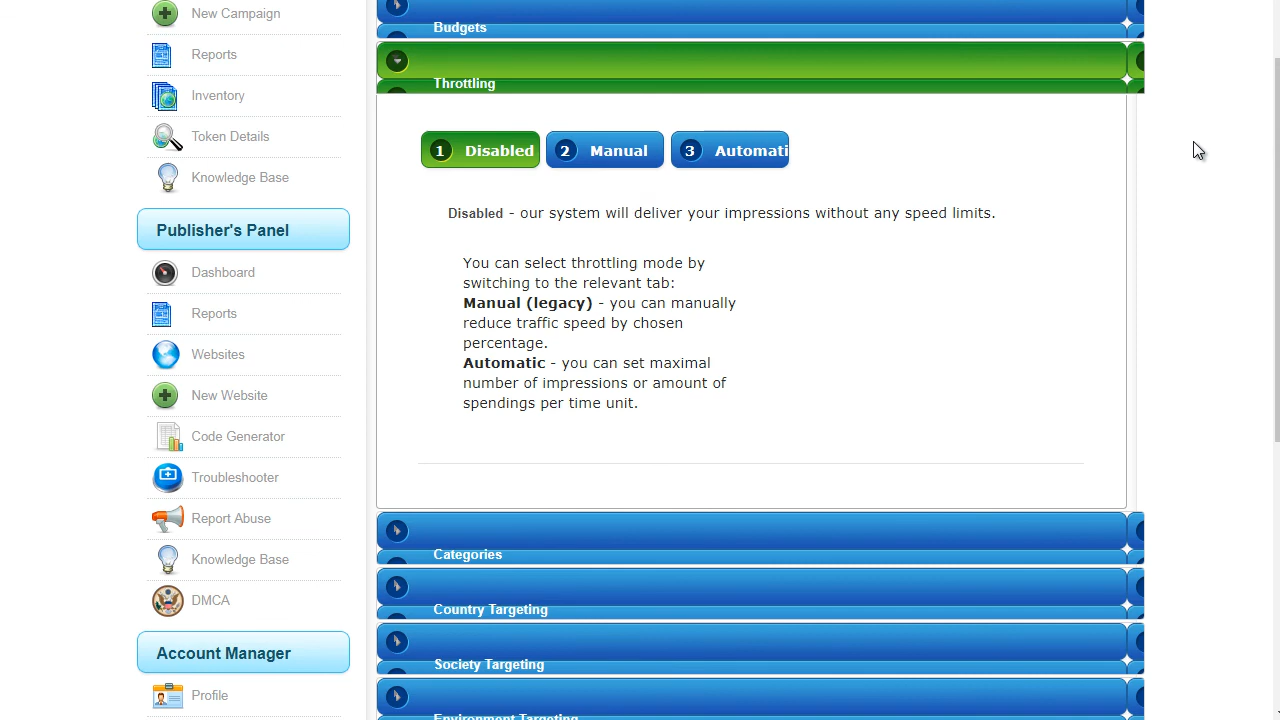 New Campaign
Reports
Inventory
Token Details
Knowledge Base
Publisher's Panel
Dashboard
Reports
Websites
New Website
Code Generator
Troubleshooter
Report Abuse
Knowledge Base
DMCA
Account Manager
Profile
Budgets
Throttling
1 Disabled
2 Manual
3 Automati
Disabled - our system will deliver your impressions without any speed limits.
You can select throttling mode by
switching to the relevant tab:
Manual (legacy) - you can manually
reduce traffic speed by chosen
percentage.
Automatic - you can set maximal
number of impressions or amount of
spendings per time unit.
Categories
Country Targeting
Society Targeting
Environment Targeting